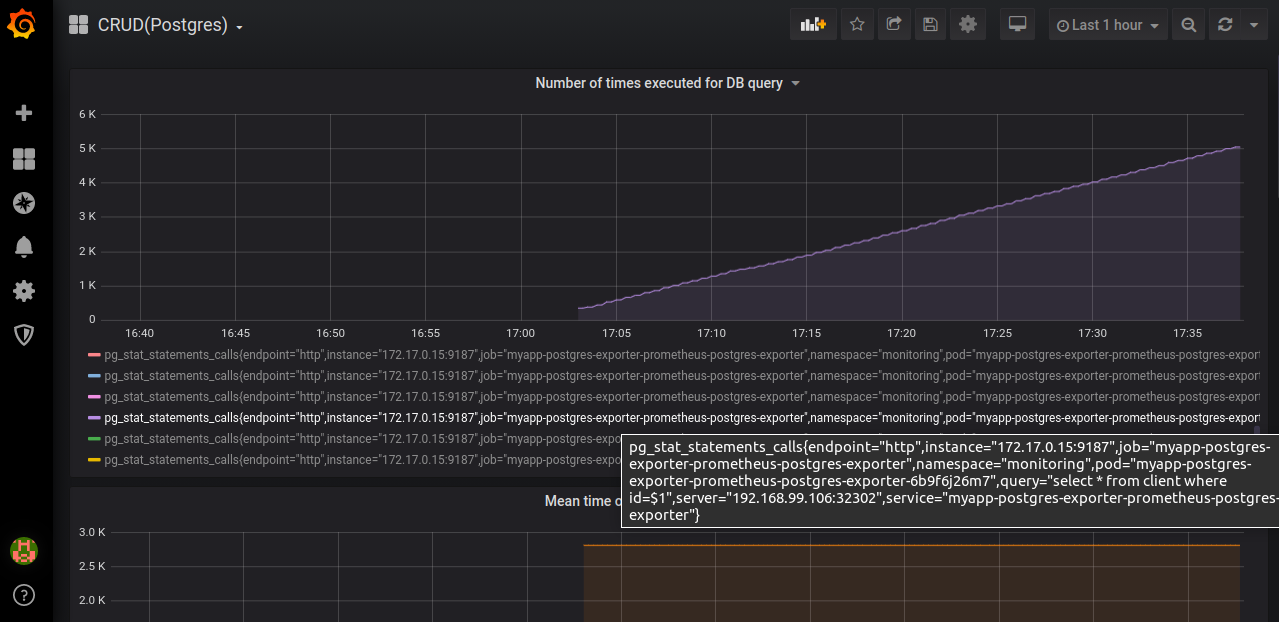 CRUD(Postgres)
Last 1 hour
Number of times executed for DB query
6 K
5 K
4 K
3 K
2 K
1 K
0
16:40 16:45 16:50 16:55 17:00 17:05 17:10 17:15 17:20 17:25 17:30 17:35
pg_stat_statements_calls{endpoint="http",instance="172.17.0.15:9187",job="myapp-postgres-exporter-prometheus-postgres-exporter",namespace="monitoring",pod="myapp-postgres-exporter-prometheus-postgres-export
pg_stat_statements_calls{endpoint="http",instance="172.17.0.15:9187",job="myapp-postgres-exporter-prometheus-postgres-exporter",namespace="monitoring",pod="myapp-postgres-exporter-prometheus-postgres-export
pg_stat_statements_calls{endpoint="http",instance="172.17.0.15:9187",job="myapp-postgres-exporter-prometheus-postgres-exporter",namespace="monitoring",pod="myapp-postgres-exporter-prometheus-postgres-export
pg_stat_statements_calls{endpoint="http",instance="172.17.0.15:9187",job="myapp-postgres-exporter-prometheus-postgres-exporter",namespace="monitoring",pod="myapp-postgres-exporter-prometheus-postgres-export
pg_stat_statements_calls{endpoint="http",instance="172.17.0.15:9187",job="myapp-postgres-exp
pg_stat_statements_calls{endpoint="http",instance="172.17.0.15:9187",job="myapp-postgres-exp
pg_stat_statements_calls{endpoint="http",instance="172.17.0.15:9187",job="myapp-postgres-
exporter-prometheus-postgres-exporter",namespace="monitoring",pod="myapp-postgres-
exporter-prometheus-postgres-exporter-6b9f6j26m7",query="select * from client where
id=$1",server="192.168.99.106:32302",service="myapp-postgres-exporter-prometheus-postgres-
exporter"}
Mean time
3.0 K
2.5 K
2.0 K